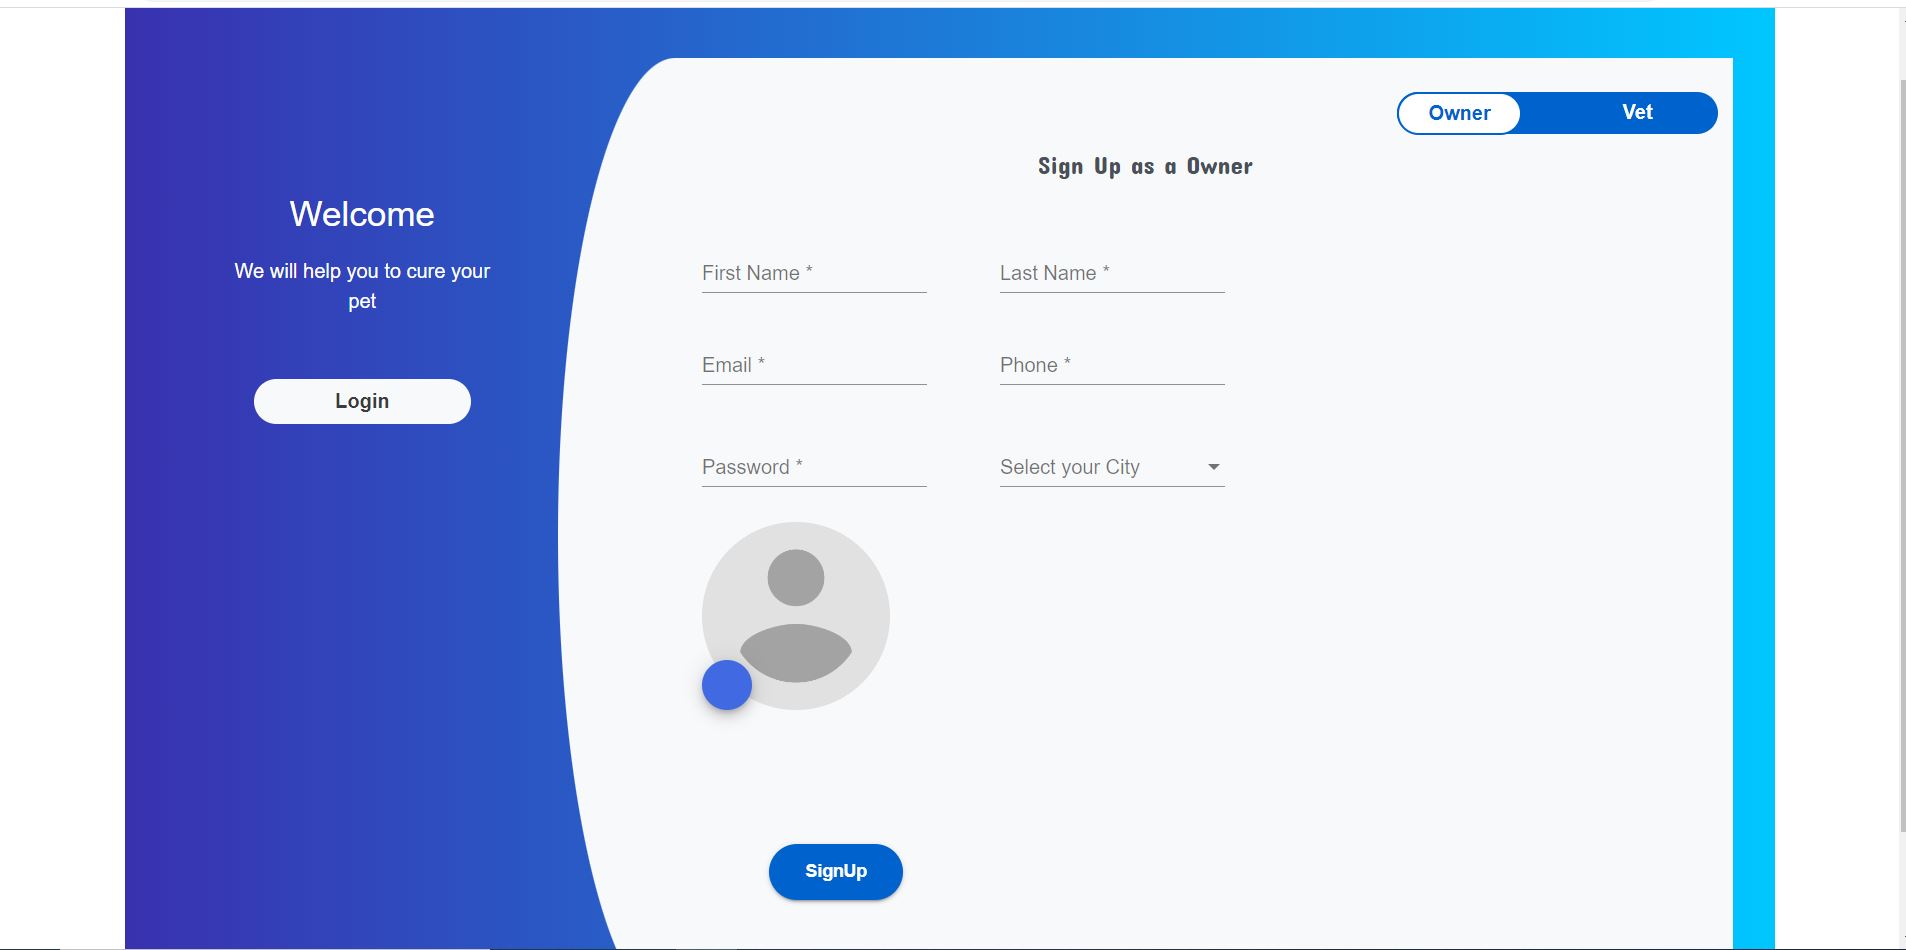 Owner
Vet
Sign Up as a Owner
Welcome
We will help you to cure your
pet
Login
First Name *
Last Name *
Email *
Phone *
Password *
Select your City
SignUp